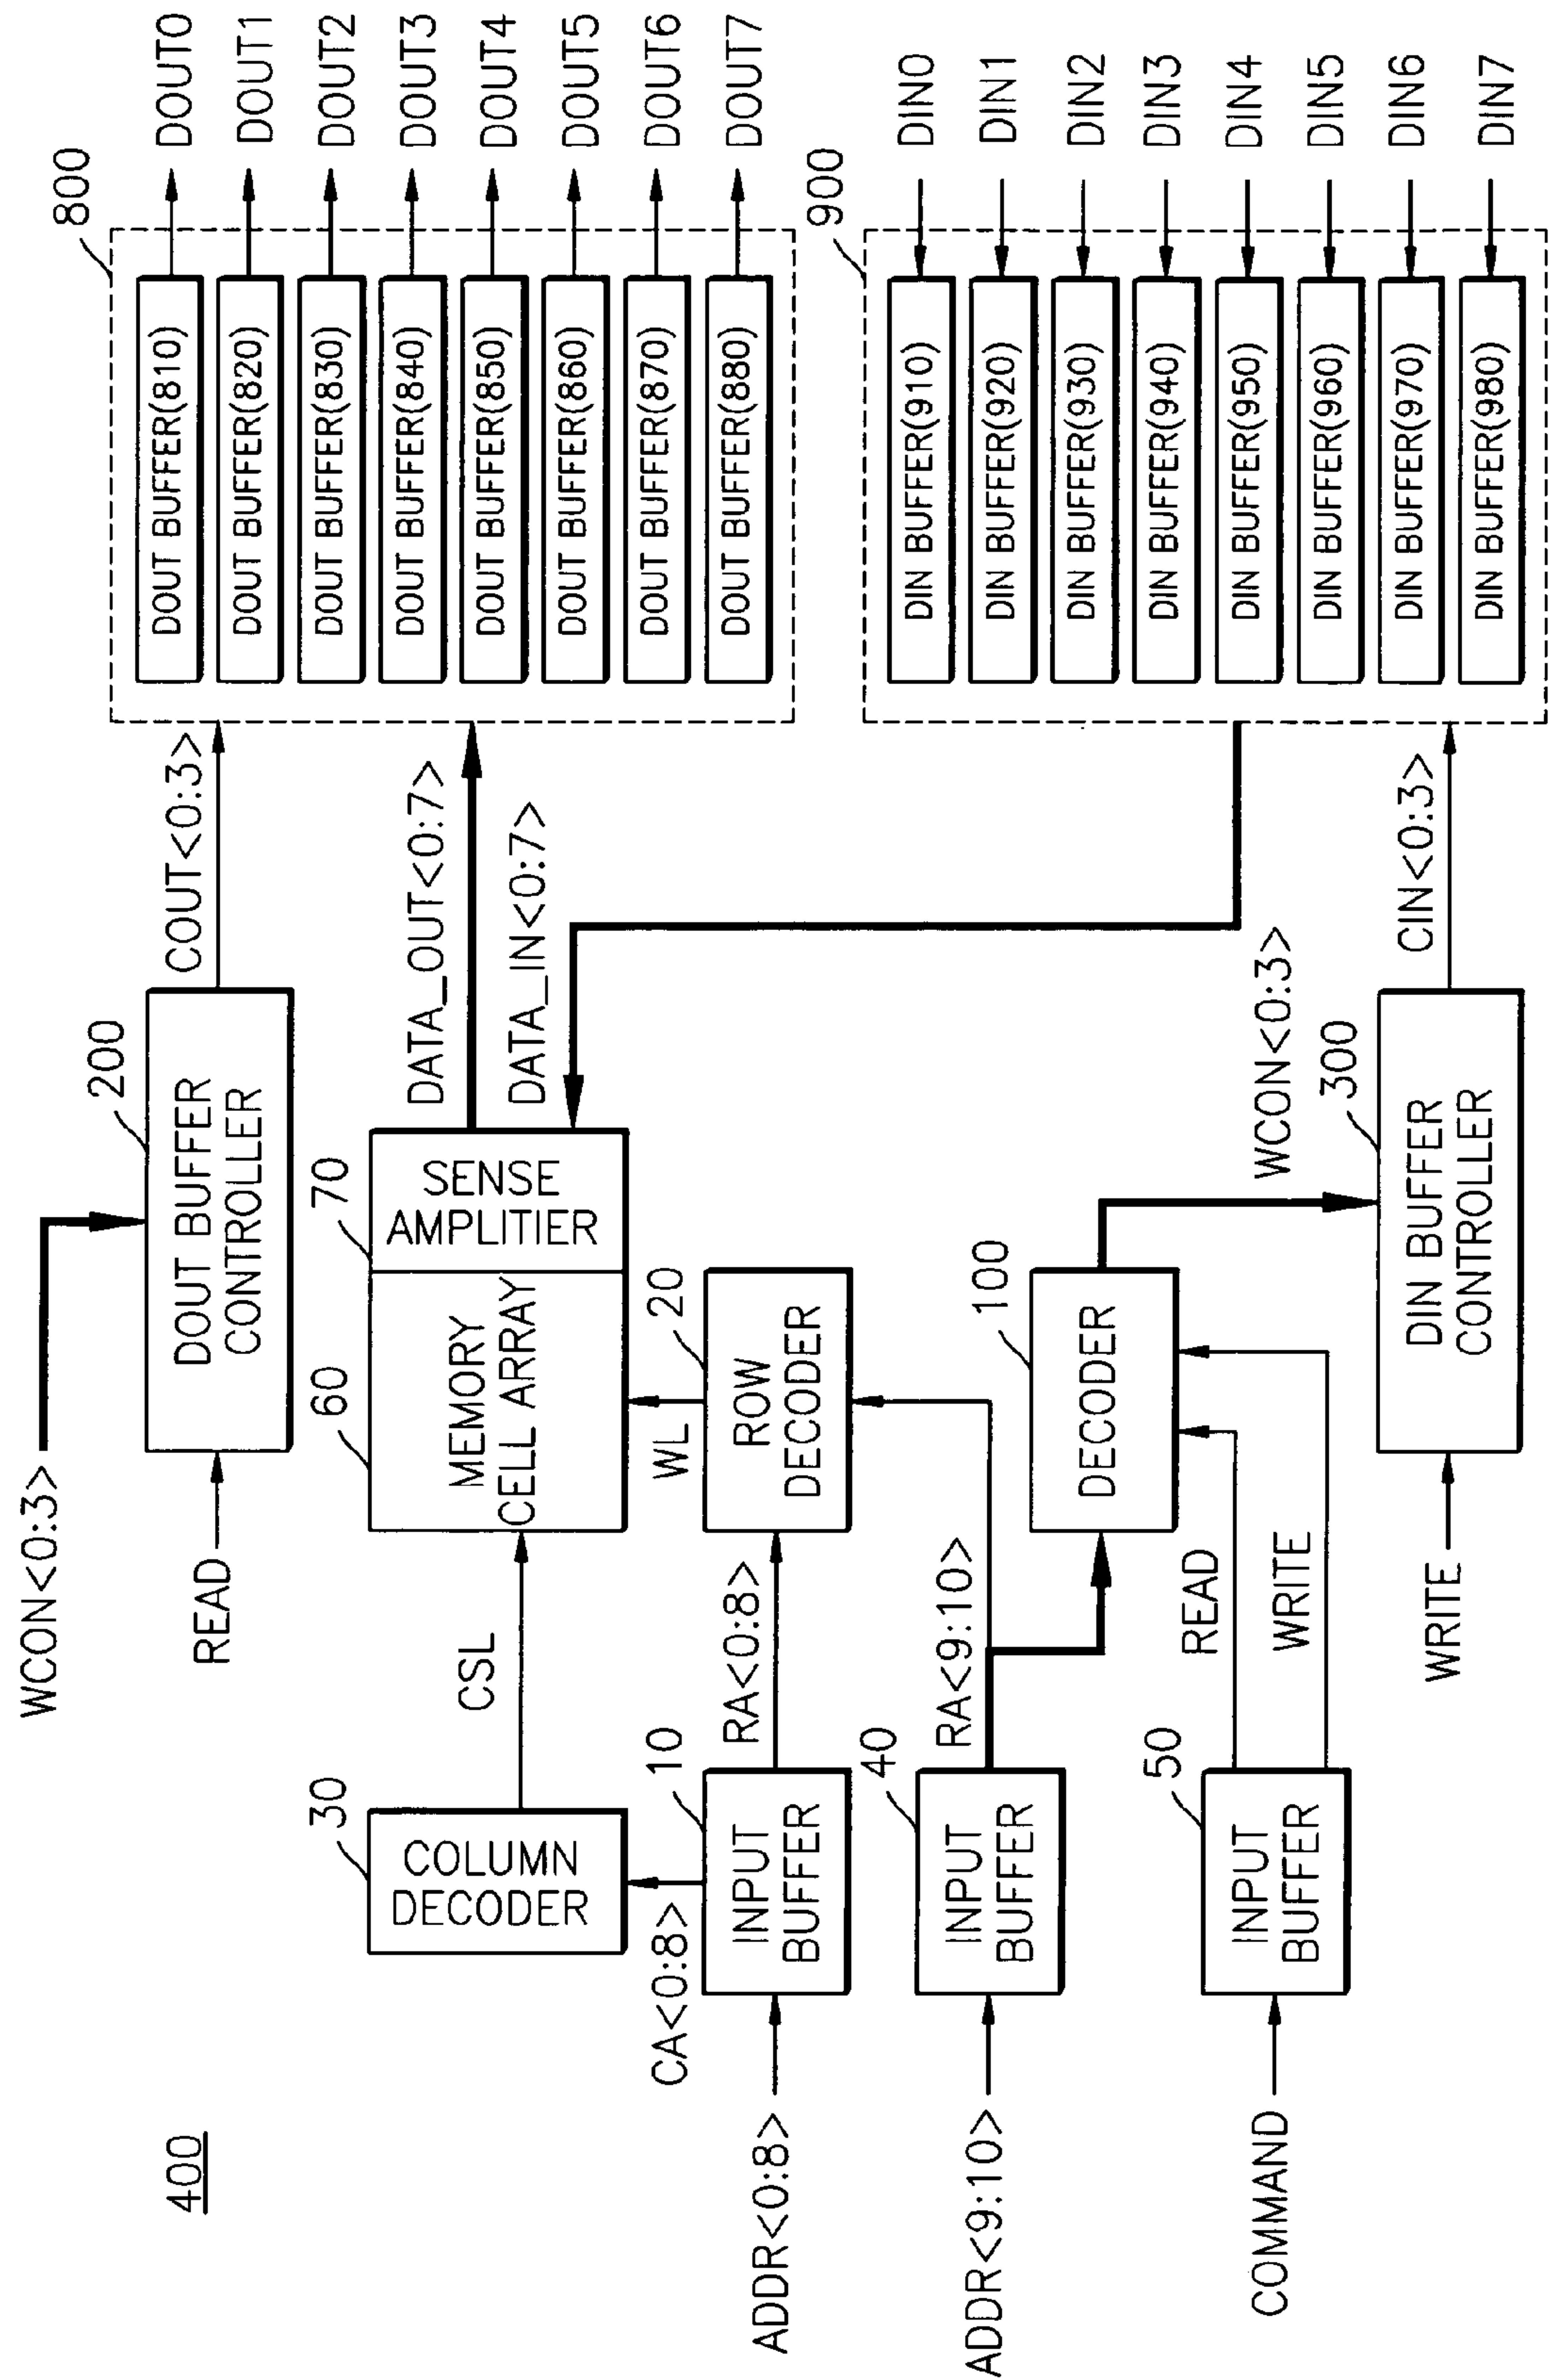 400
WCON<0:3>
READ
200
DOUT BUFFER
CONTROLLER
COUT<0:3>
800
DOUT BUFFER(810)
DOUT0
DOUT BUFFER(820)
DOUT1
DOUT BUFFER(830)
DOUT2
DOUT BUFFER(840)
DOUT3
DOUT BUFFER(850)
DOUT4
DOUT BUFFER(860)
DOUT5
DOUT BUFFER(870)
DOUT6
DOUT BUFFER(880)
DOUT7
30
COLUMN
DECODER
CSL
60
MEMORY
CELL ARRAY
70
SENSE
AMPLITIER
DATA_OUT<0:7>
DATA_IN<0:7>
CA<0:8>
WL
ADDR<0:8>
10
INPUT
BUFFER
RA<0:8>
20
ROW
DECODER
ADDR<9:10>
40
INPUT
BUFFER
RA<9:10>
100
DECODER
WCON<0:3>
COMMAND
50
INPUT
BUFFER
READ
WRITE
WRITE
300
DIN BUFFER
CONTROLLER
CIN<0:3>
900
DIN BUFFER(910)
DIN0
DIN BUFFER(920)
DIN1
DIN BUFFER(930)
DIN2
DIN BUFFER(940)
DIN3
DIN BUFFER(950)
DIN4
DIN BUFFER(960)
DIN5
DIN BUFFER(970)
DIN6
DIN BUFFER(980)
DIN7